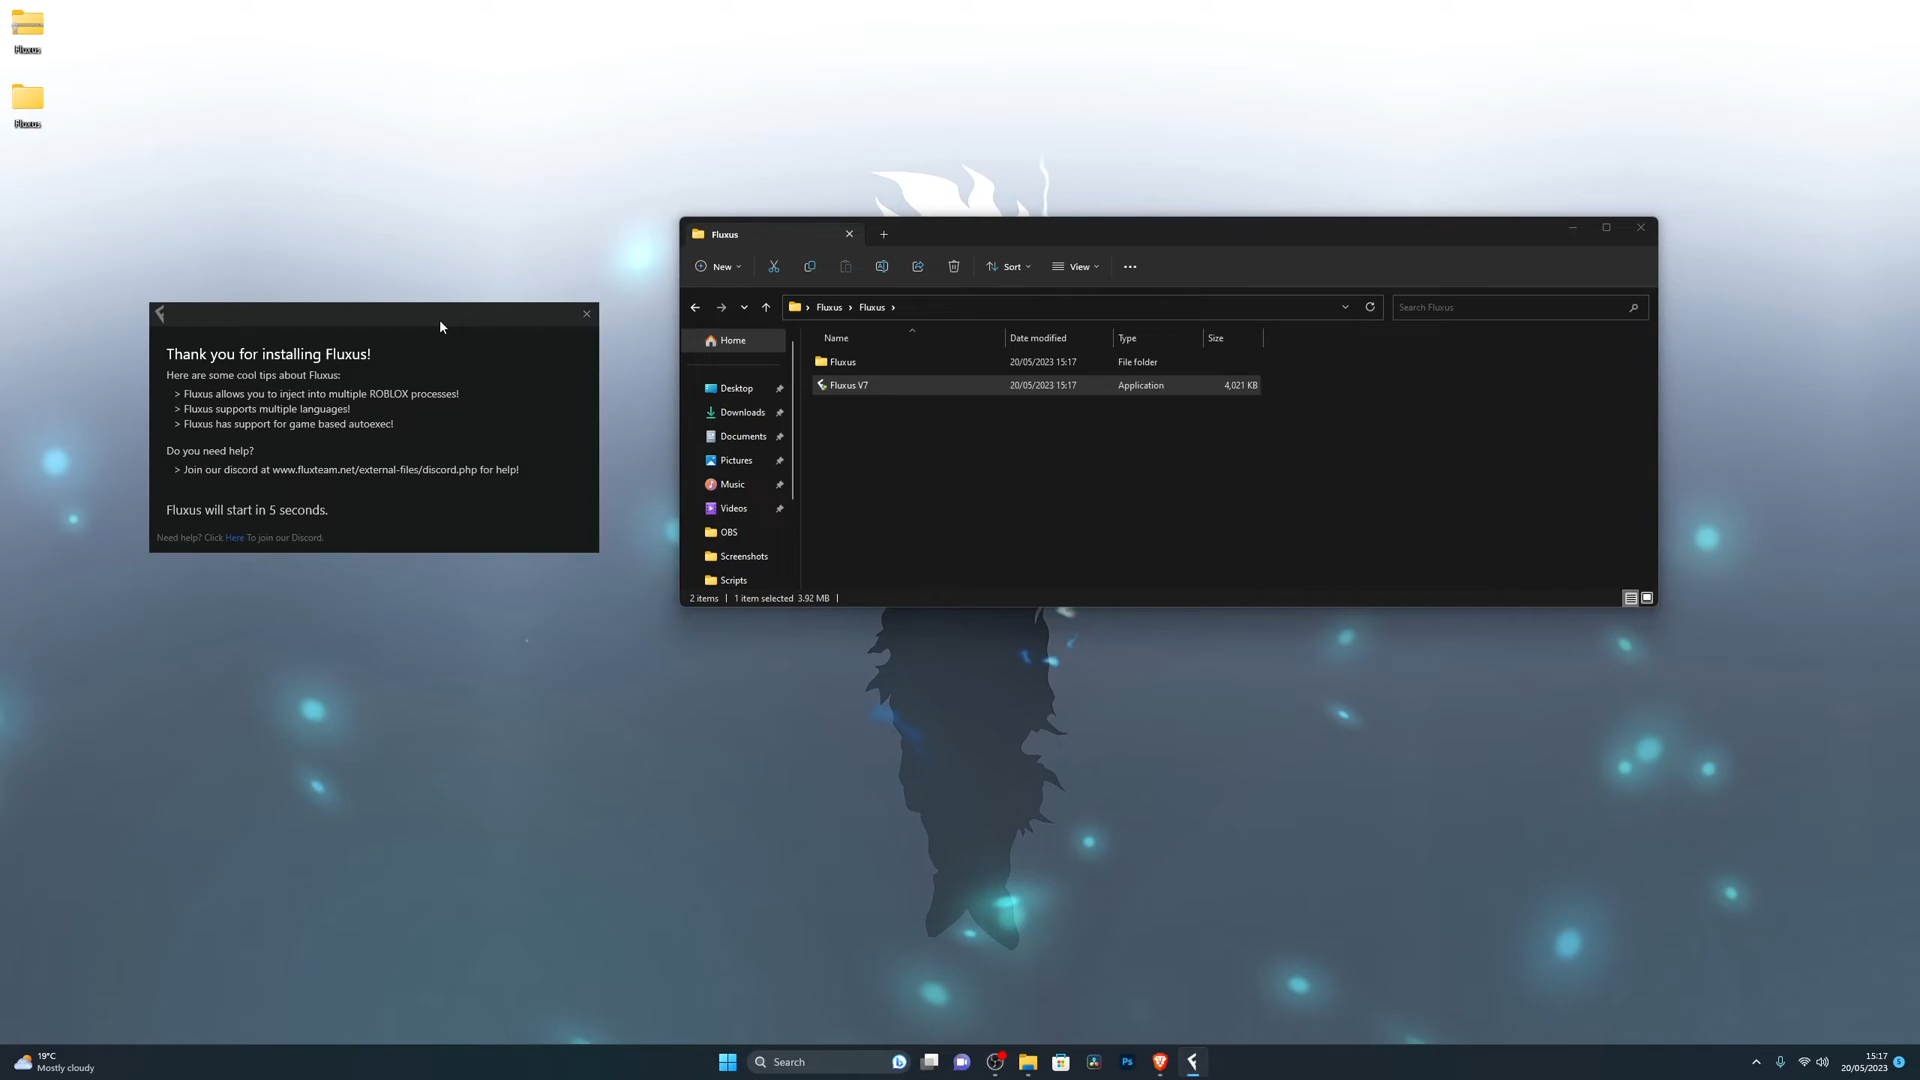 Fluxus
Fluxus
Thank you for installing Fluxus!
Here are some cool tips about Fluxus:
> Fluxus allows you to inject into multiple ROBLOX processes!
> Fluxus supports multiple languages!
> Fluxus has support for game based autoexec!
Do you need help?
> Join our discord at www.fluxteam.net/external-files/discord.php for help!
Fluxus will start in 5 seconds.
Need help? Click Here To join our Discord.
Fluxus
New
Sort
View
Fluxus > Fluxus >
Search Fluxus
Name Date modified Type Size
Fluxus 20/05/2023 15:17 File folder
Fluxus V7 20/05/2023 15:17 Application 4,021 KB
Home
Desktop
Downloads
Documents
Pictures
Music
Videos
OBS
Screenshots
Scripts
2 items 1 item selected 3.92 MB
19°C
Mostly cloudy
Search
Ps
15:17
20/05/2023
5